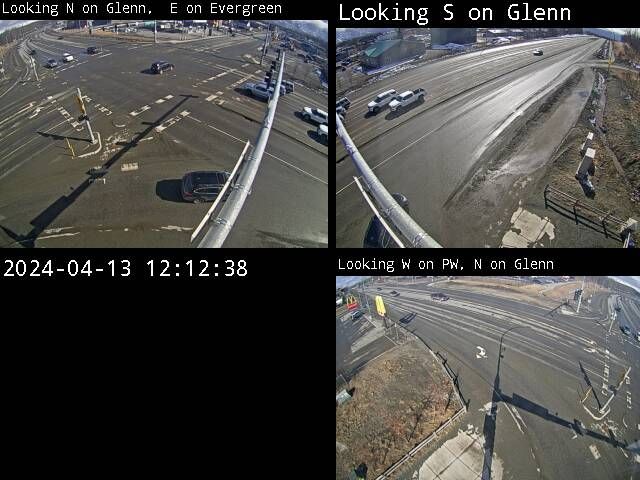 Looking N on Glenn,  E on Evergreen
Looking S on Glenn
2024-04-13 12:12:38
Looking W on PW, N on Glenn